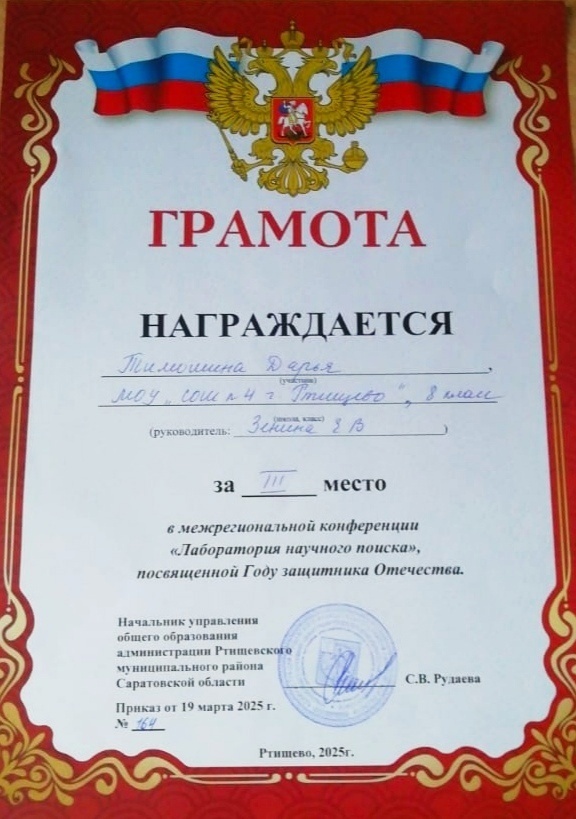 ГРАМОТА
НАГРАЖДАЕТСЯ
Тимошина Дарья,
(участник)
МОУ „СОШ № 4 г. Ртищево", 8 класс
(школа, класс)
(руководитель: Зенина Е В)
за III место
в межрегиональной конференции
«Лаборатория научного поиска»,
посвященной Году защитника Отечества.
Начальник управления
общего образования
администрации Ртищевского
муниципального района
Саратовской области С.В. Рудаева
Приказ от 19 марта 2025 г.
№ 164
Ртищево, 2025г.